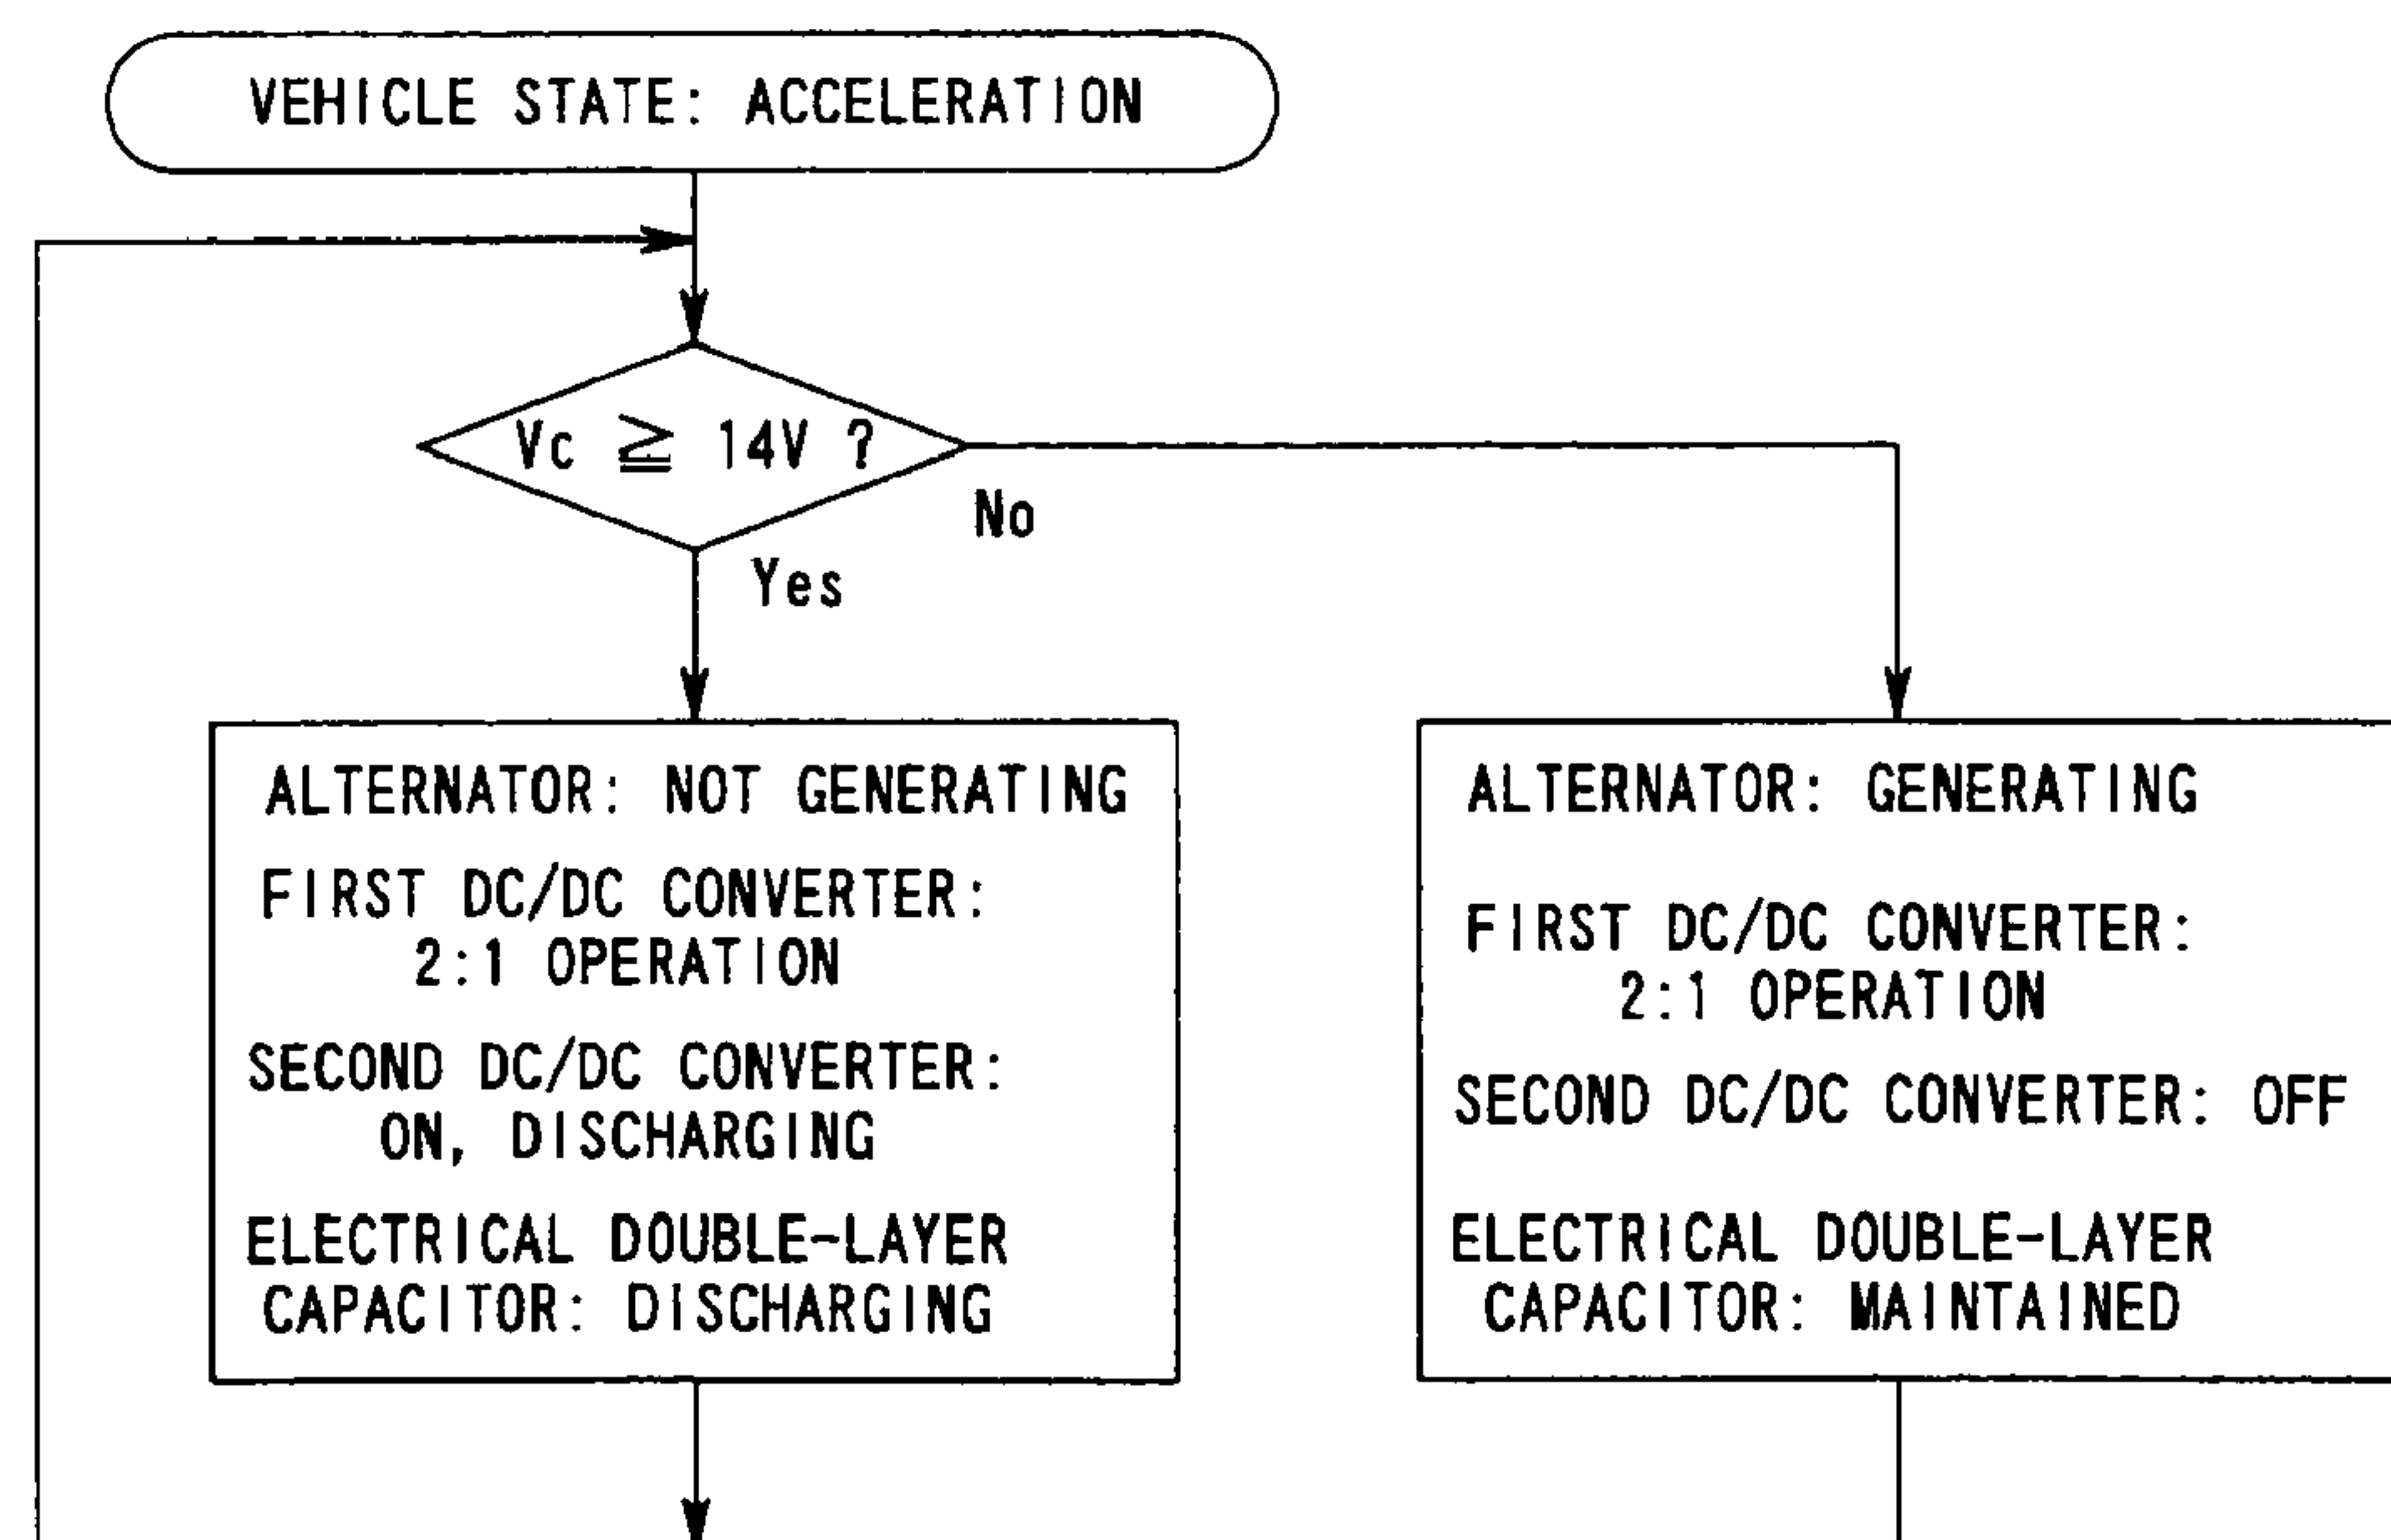 VEHICLE STATE: ACCELERATION
Vc ≧ 14V ?
No
Yes
ALTERNATOR: NOT GENERATING
FIRST DC/DC CONVERTER:
2:1 OPERATION
SECOND DC/DC CONVERTER:
ON, DISCHARGING
ELECTRICAL DOUBLE-LAYER
CAPACITOR: DISCHARGING
ALTERNATOR: GENERATING
FIRST DC/DC CONVERTER:
2:1 OPERATION
SECOND DC/DC CONVERTER: OFF
ELECTRICAL DOUBLE-LAYER
CAPACITOR: MAINTAINED